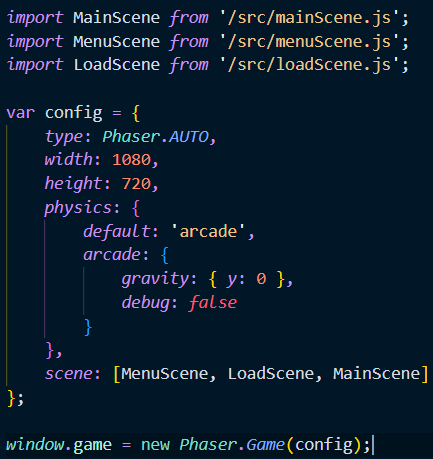 import MainScene from '/src/mainScene.js';
import MenuScene from '/src/menuScene.js';
import LoadScene from '/src/loadScene.js';

var config = {
    type: Phaser.AUTO,
    width: 1080,
    height: 720,
    physics: {
        default: 'arcade',
        arcade: {
            gravity: { y: 0 },
            debug: false
        }
    },
    scene: [MenuScene, LoadScene, MainScene]
};

window.game = new Phaser.Game(config);